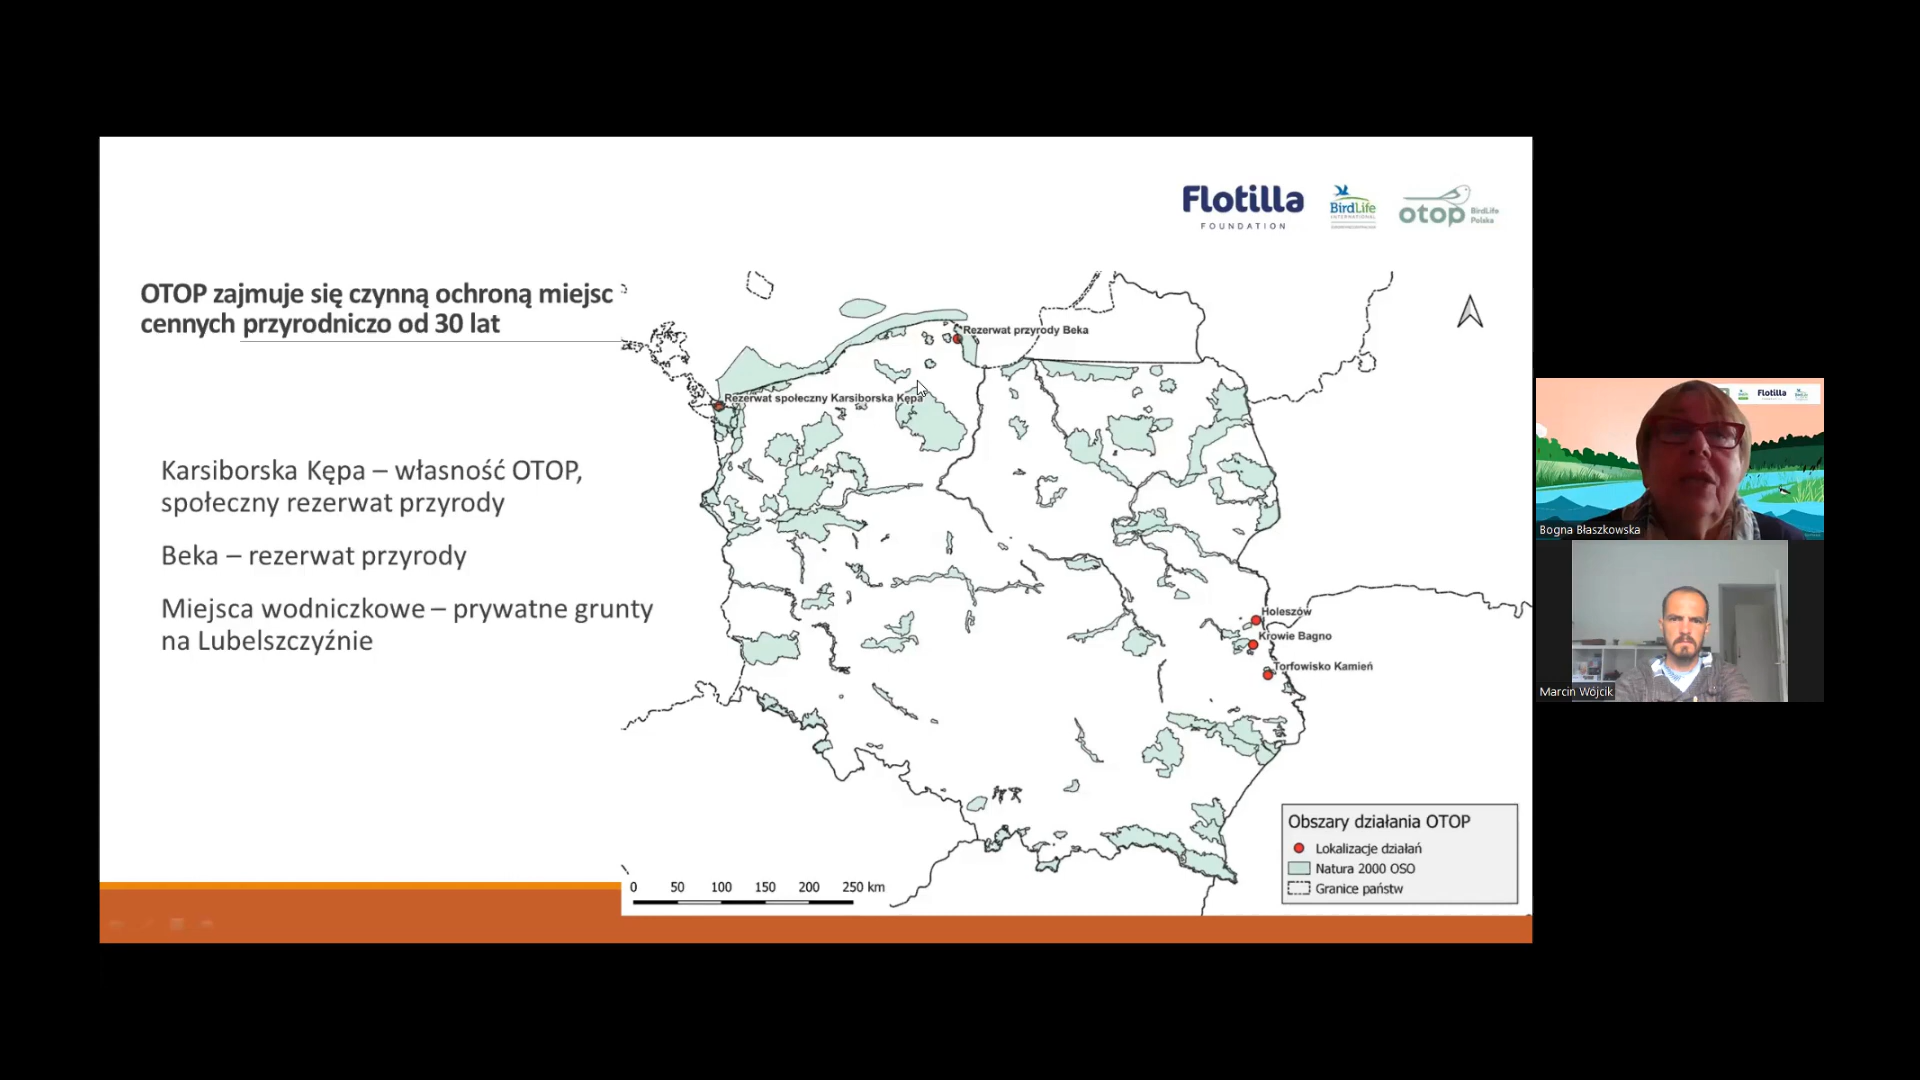 Flotilla
FOUNDATION
BirdLife
INTERNATIONAL
otop
BirdLife
Polska
OTOP zajmuje się czynną ochroną miejsc
cennych przyrodniczo od 30 lat
Karsiborska Kępa – własność OTOP,
społeczny rezerwat przyrody
Beka – rezerwat przyrody
Miejsca wodniczkowe – prywatne grunty
na Lubelszczyźnie
Rezerwat przyrody Beka
Rezerwat społeczny Karsiborska Kępa
Holeszów
Krowie Bagno
Torfowisko Kamień
0 50 100 150 200 250 km
Obszary działania OTOP
Lokalizacje działań
Natura 2000 OSO
Granice państw
Flotilla
Bogna Błaszkowska
Marcin Wójcik